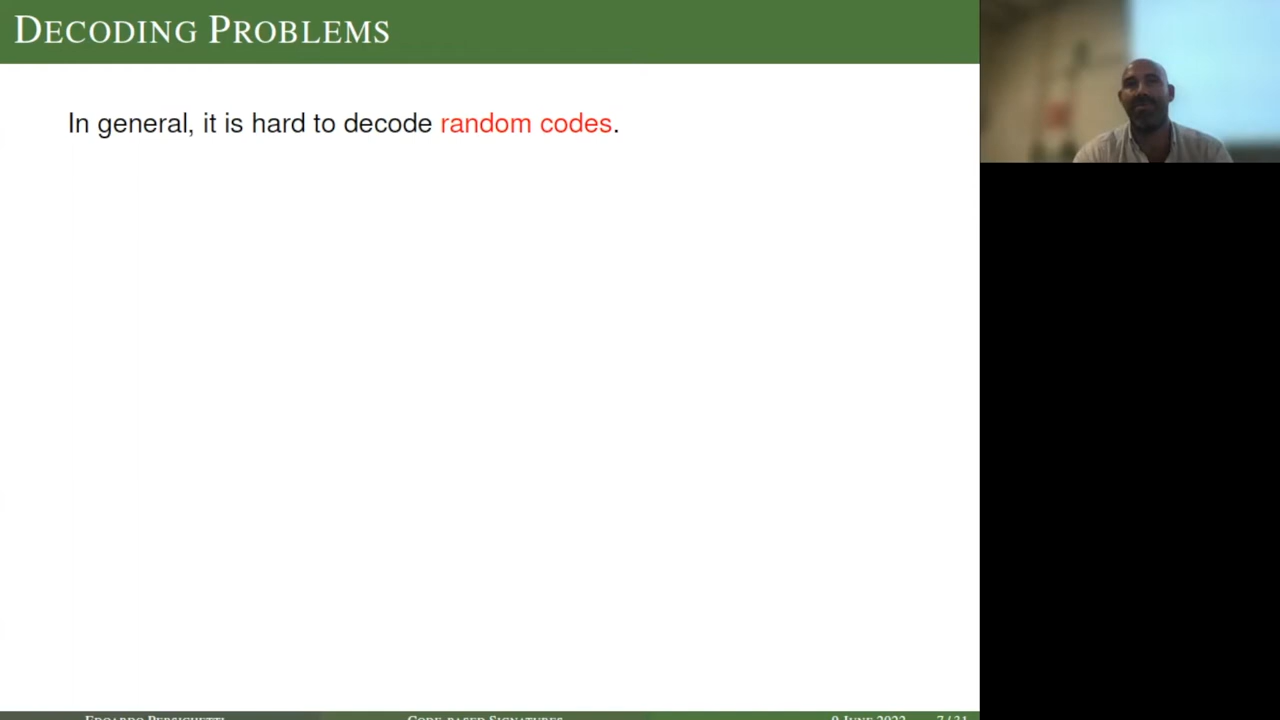 DECODING PROBLEMS
In general, it is hard to decode random codes.
EDOARDO PERSICHETTI CODE-BASED SIGNATURES 9 JUNE 2022 7 / 31